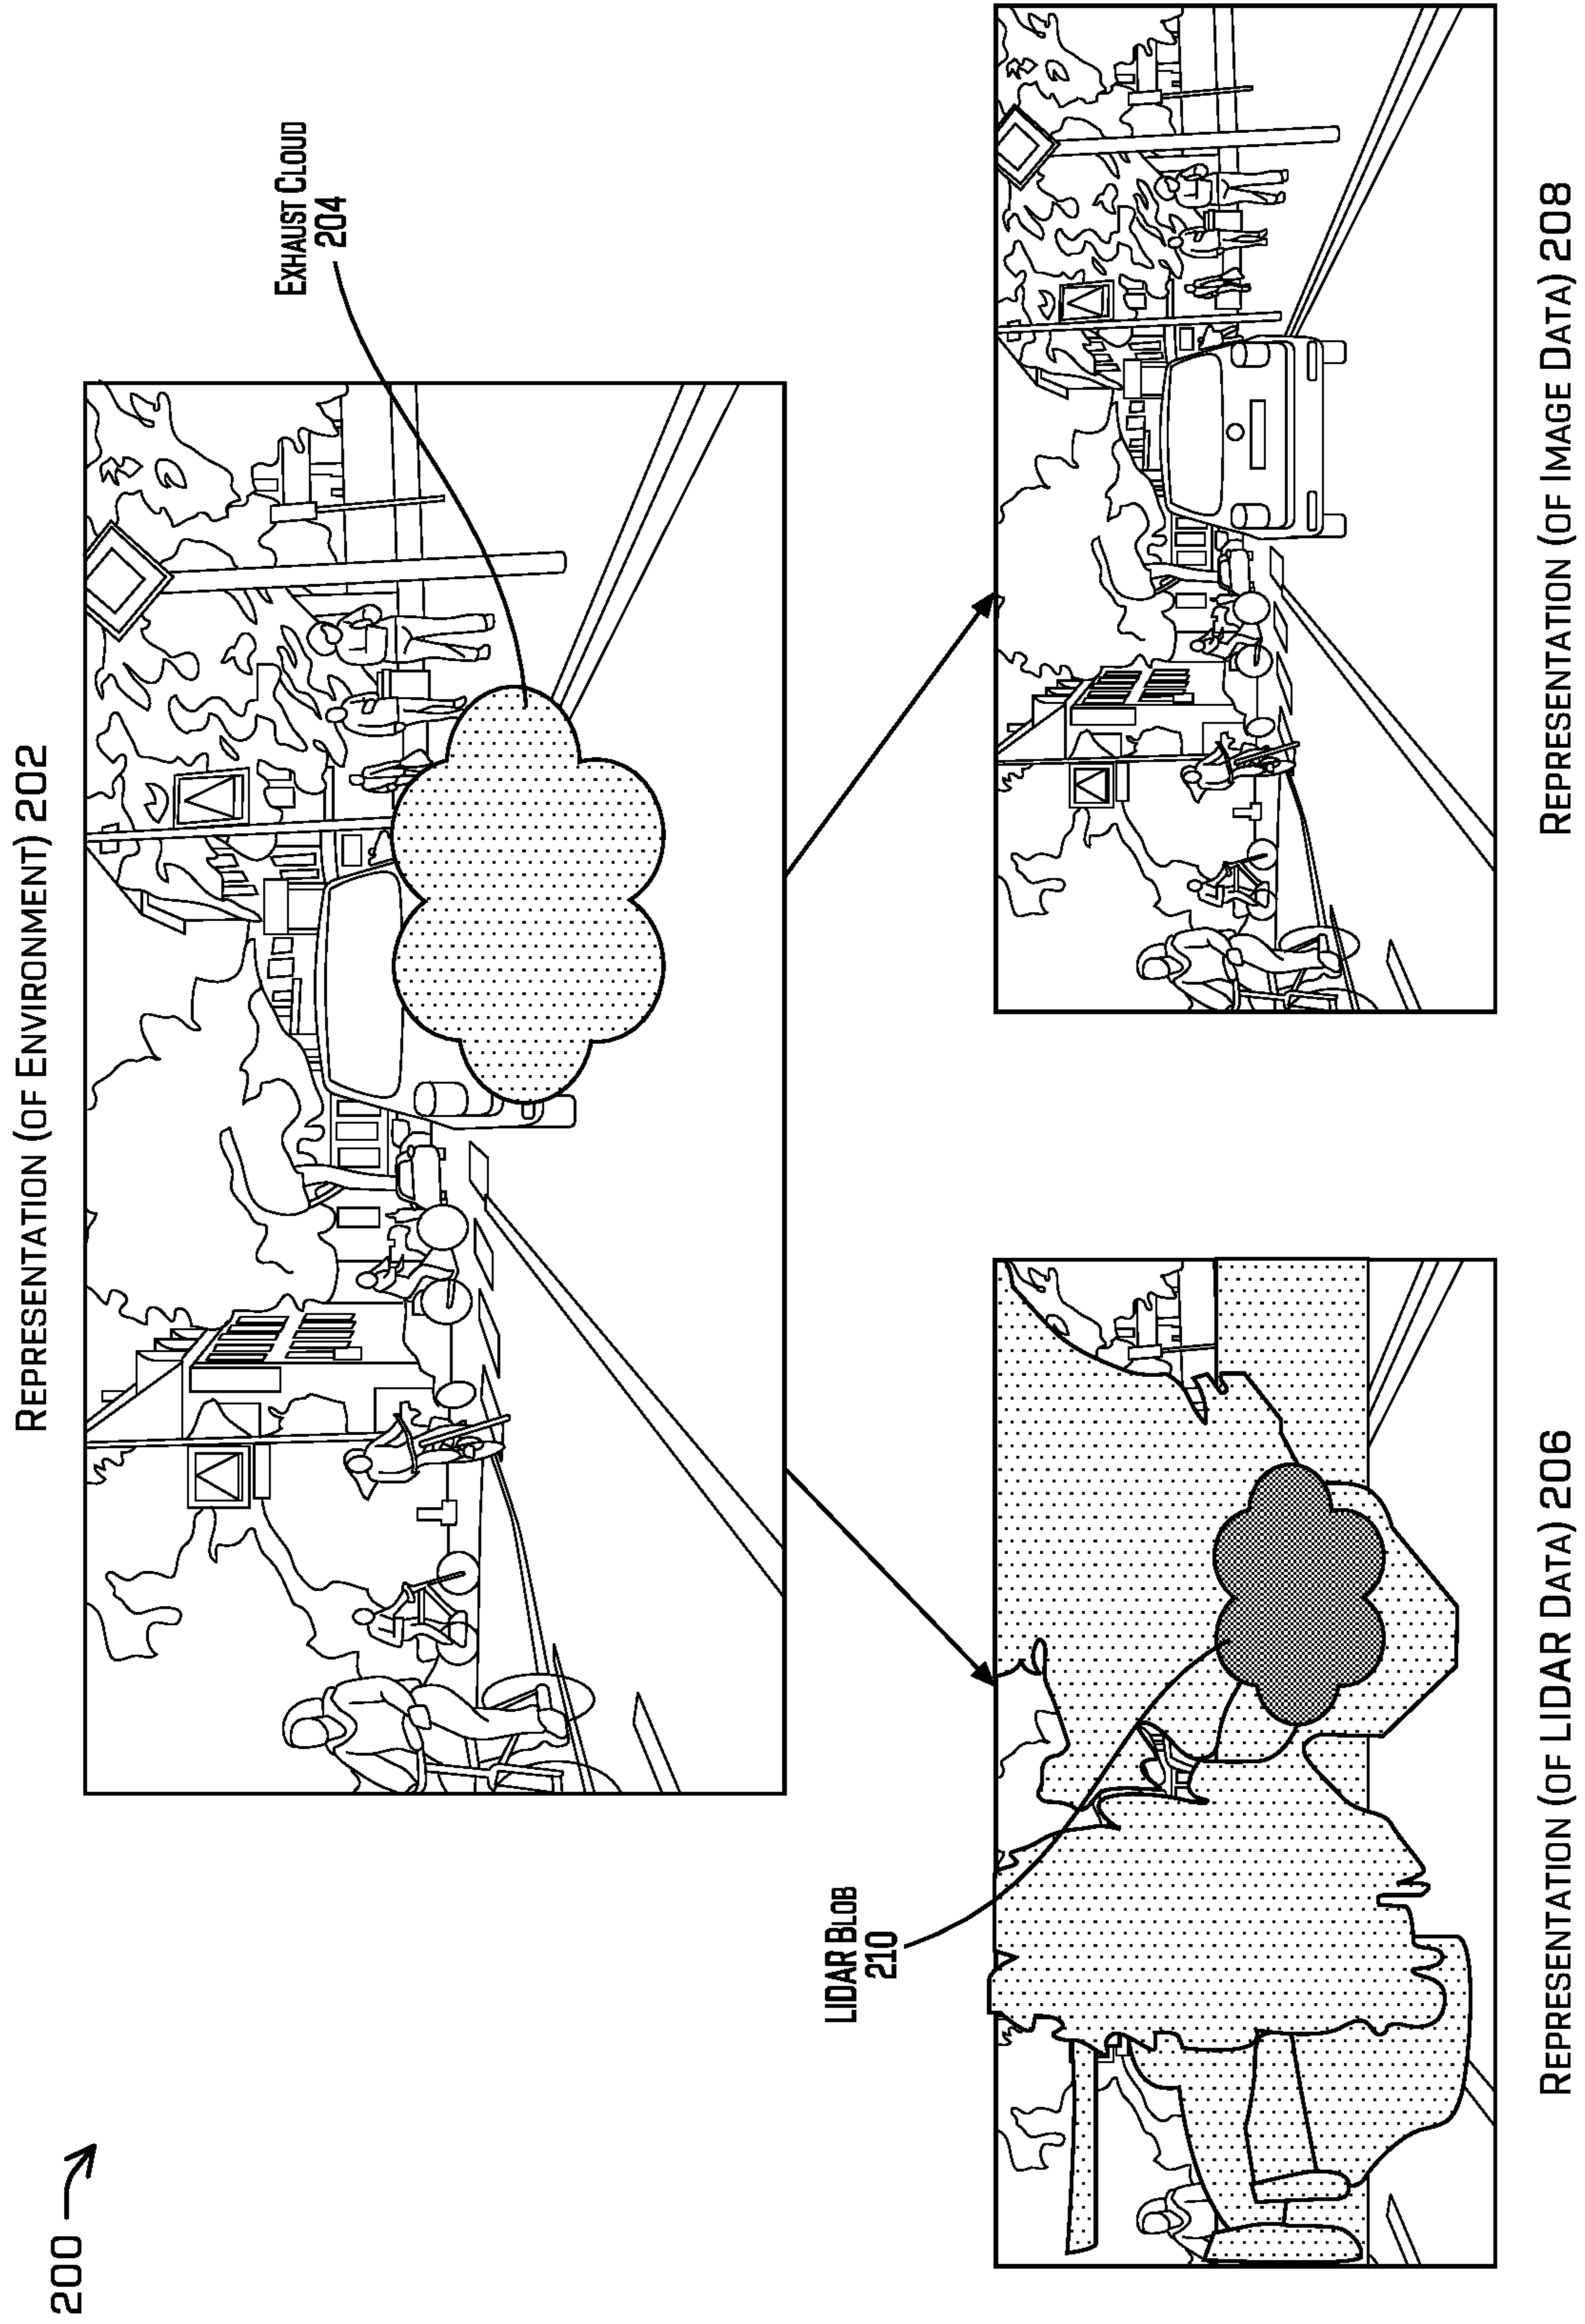 200
REPRESENTATION (OF ENVIRONMENT) 202
EXHAUST CLOUD
204
LIDAR BLOB
210
REPRESENTATION (OF LIDAR DATA) 206
REPRESENTATION (OF IMAGE DATA) 208